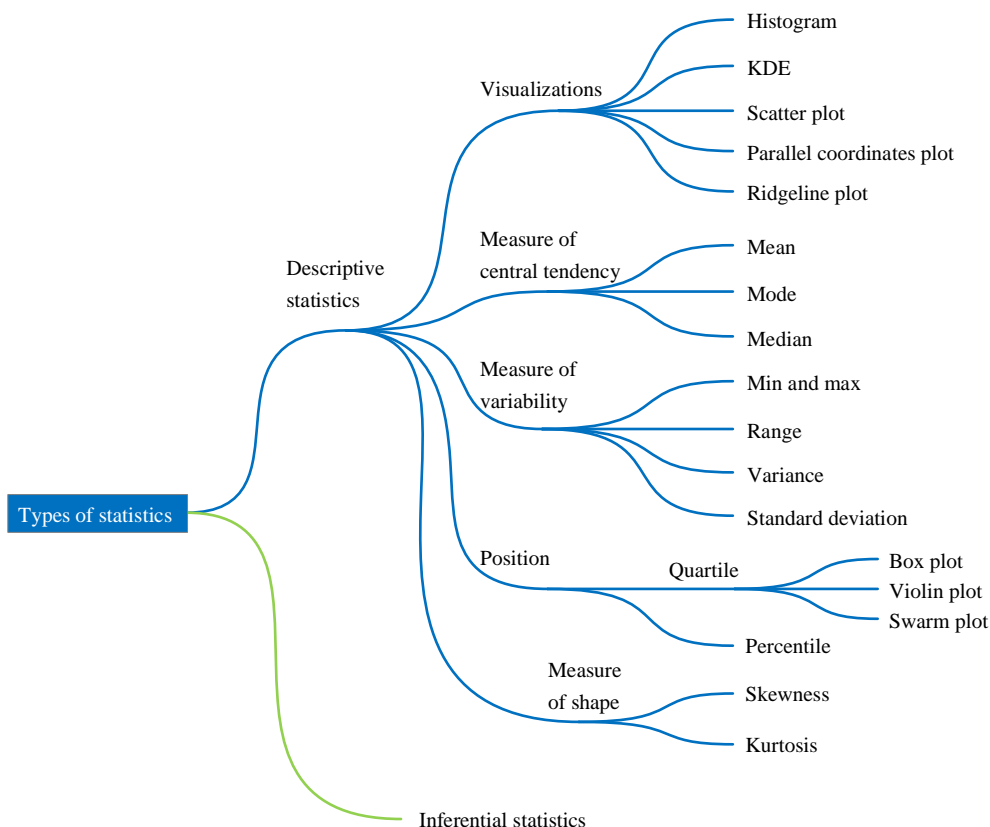 Types of statistics
Descriptive
statistics
Visualizations
Histogram
KDE
Scatter plot
Parallel coordinates plot
Ridgeline plot
Measure of
central tendency
Mean
Mode
Median
Measure of
variability
Min and max
Range
Variance
Standard deviation
Position
Quartile
Box plot
Violin plot
Swarm plot
Percentile
Measure
of shape
Skewness
Kurtosis
Inferential statistics